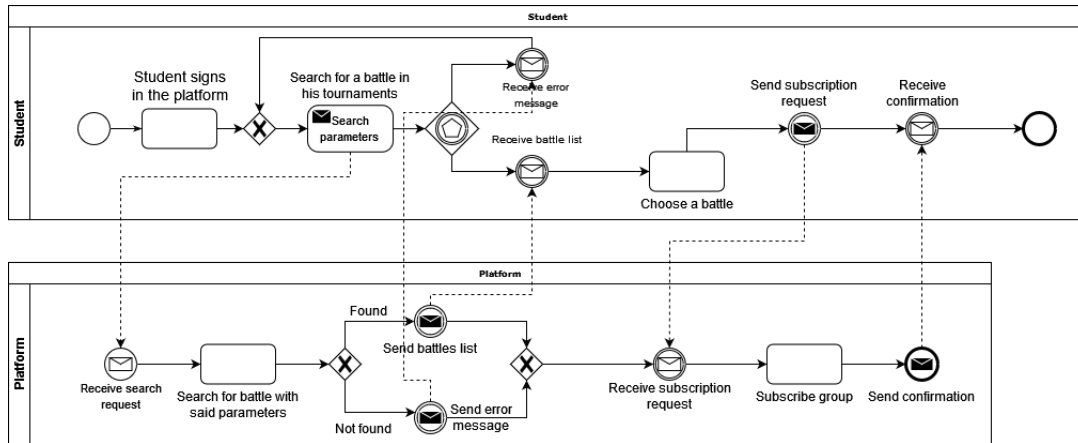 Student
Student
Student signs
in the platform
Search for a battle in
his tournaments
Search
parameters
Receive error
message
Receive battle list
Choose a battle
Send subscription
request
Receive
confirmation
Platform
Platform
Receive search
request
Search for battle with
said parameters
Found
Not found
Send battles list
Send error
message
Receive subscription
request
Subscribe group
Send confirmation